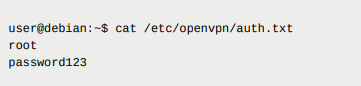 user@debian:~$ cat /etc/openvpn/auth.txt
root
password123